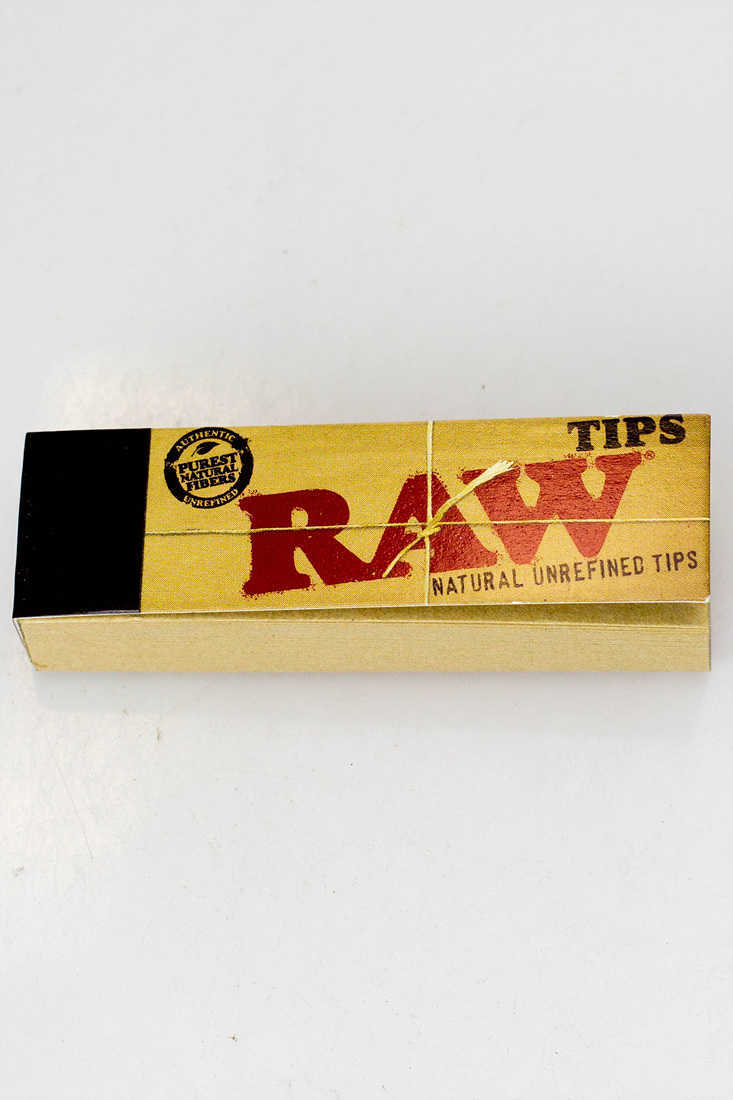 AUTHENTIC
PUREST
NATURAL
FIBERS
UNREFINED
TIPS
RAW®
NATURAL UNREFINED TIPS